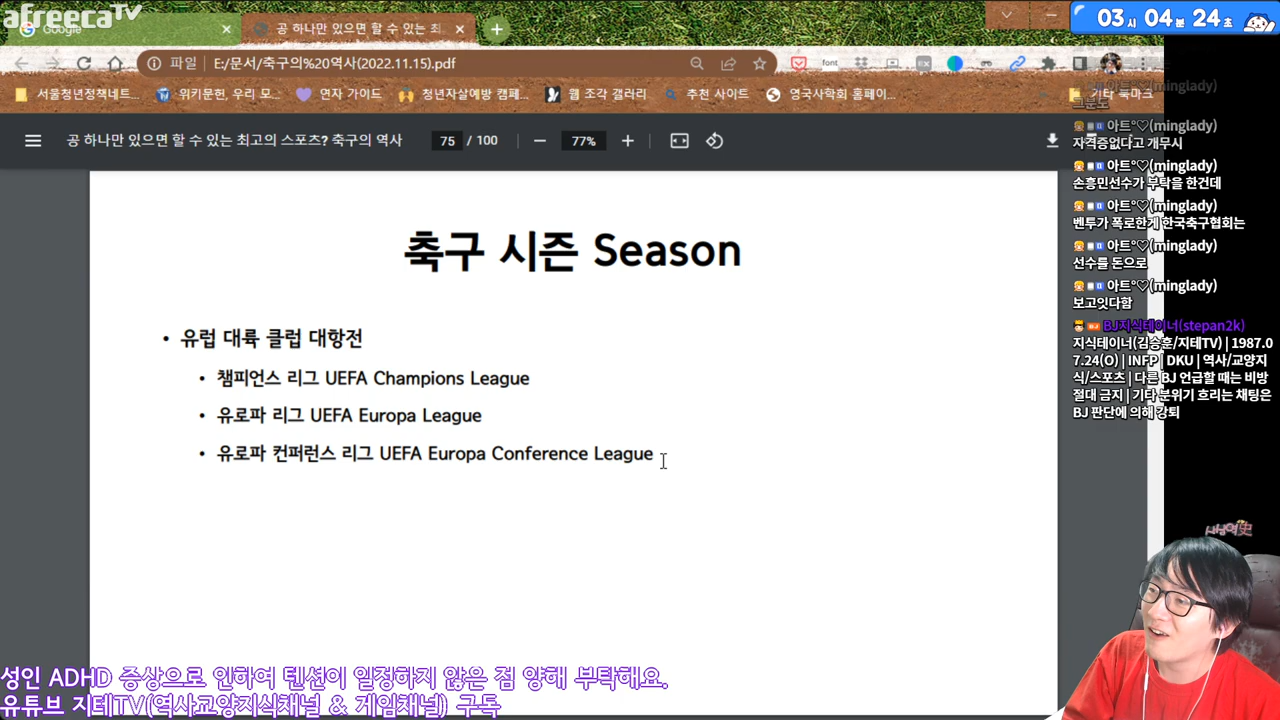 afreecaTV
Google
공 하나만 있으면 할 수 있는 최
03시 04분 24초
파일 E:/문서/축구의%20역사(2022.11.15).pdf
서울청년정책네트...
위키문헌, 우리 모...
연자 가이드
청년자살예방 캠페...
웹 조각 갤러리
추천 사이트
영국사학회 홈페이...
기타 북마크
공 하나만 있으면 할 수 있는 최고의 스포츠? 축구의 역사
75 / 100
77%
축구 시즌 Season
• 유럽 대륙 클럽 대항전
• 챔피언스 리그 UEFA Champions League
• 유로파 리그 UEFA Europa League
• 유로파 컨퍼런스 리그 UEFA Europa Conference League
아트°♡(minglady)
그분도
아트°♡(minglady)
자격증없다고 개무시
아트°♡(minglady)
손흥민선수가 부탁을 한건데
아트°♡(minglady)
벤투가 폭로한게 한국축구협회는
아트°♡(minglady)
선수를 돈으로
아트°♡(minglady)
보고잇다함
BJ지식테이너(stepan2k)
지식테이너(김승훈/지테TV) | 1987.0
7.24(O) | INFP | DKU | 역사/교양지
식/스포츠 | 다른 BJ 언급할 때는 비방
절대 금지 | 기타 분위기 흐리는 채팅은
BJ 판단에 의해 강퇴
성인 ADHD 증상으로 인하여 텐션이 일정하지 않은 점 양해 부탁해요.
유튜브 지테TV(역사교양지식채널 & 게임채널) 구독